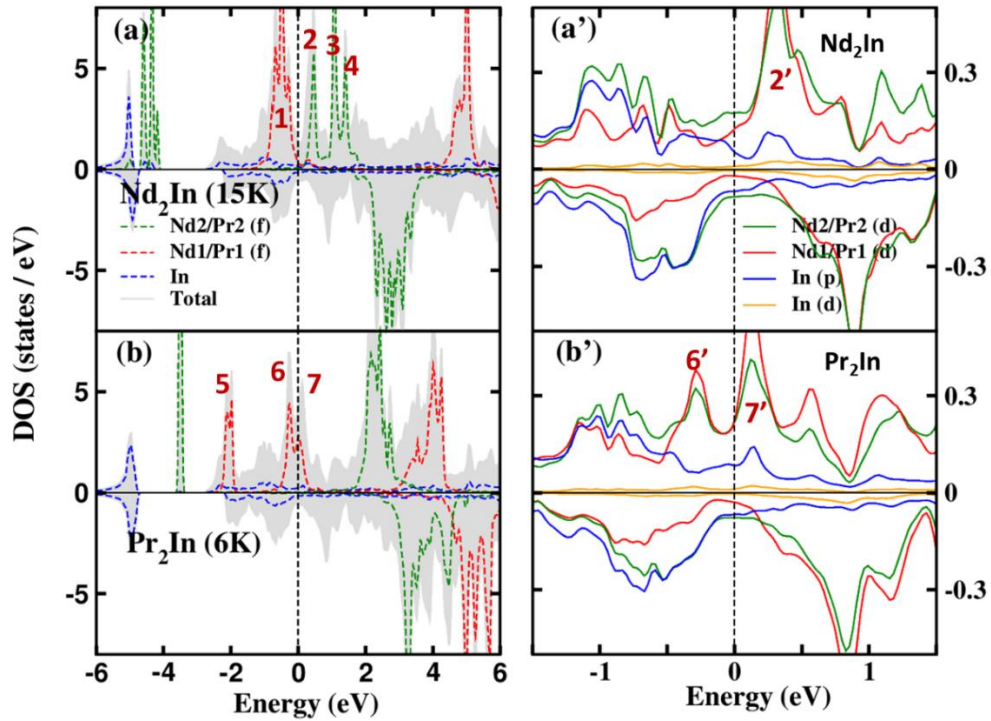 (a)
5
0
-5
1
2
3
4
Nd₂In (15K)
Nd2/Pr2 (f)
Nd1/Pr1 (f)
In
Total
(a’)
Nd₂In
2’
0.3
0
-0.3
Nd2/Pr2 (d)
Nd1/Pr1 (d)
In (p)
In (d)
DOS (states / eV)
(b)
5
0
-5
5
6
7
Pr₂In (6K)
-6
-4
-2
0
2
4
6
Energy (eV)
(b’)
Pr₂In
6’
7’
0.3
0
-0.3
-1
0
1
Energy (eV)